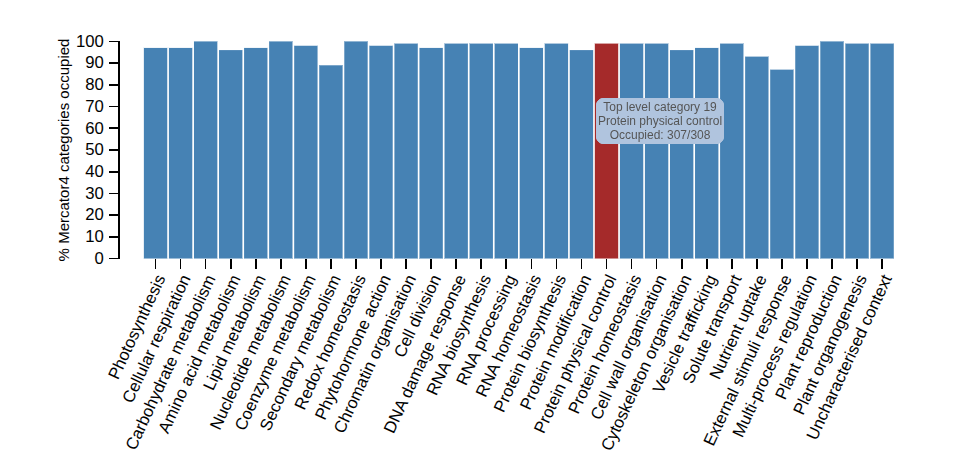 % Mercator4 categories occupied
100
90
80
70
60
50
40
30
20
10
0
Top level category 19
Protein physical control
Occupied: 307/308
Photosynthesis
Cellular respiration
Carbohydrate metabolism
Amino acid metabolism
Lipid metabolism
Nucleotide metabolism
Coenzyme metabolism
Secondary metabolism
Redox homeostasis
Phytohormone action
Chromatin organisation
Cell division
DNA damage response
RNA biosynthesis
RNA processing
RNA homeostasis
Protein biosynthesis
Protein modification
Protein physical control
Protein homeostasis
Cell wall organisation
Cytoskeleton organisation
Vesicle trafficking
Solute transport
Nutrient uptake
External stimuli response
Multi-process regulation
Plant reproduction
Plant organogenesis
Uncharacterised context